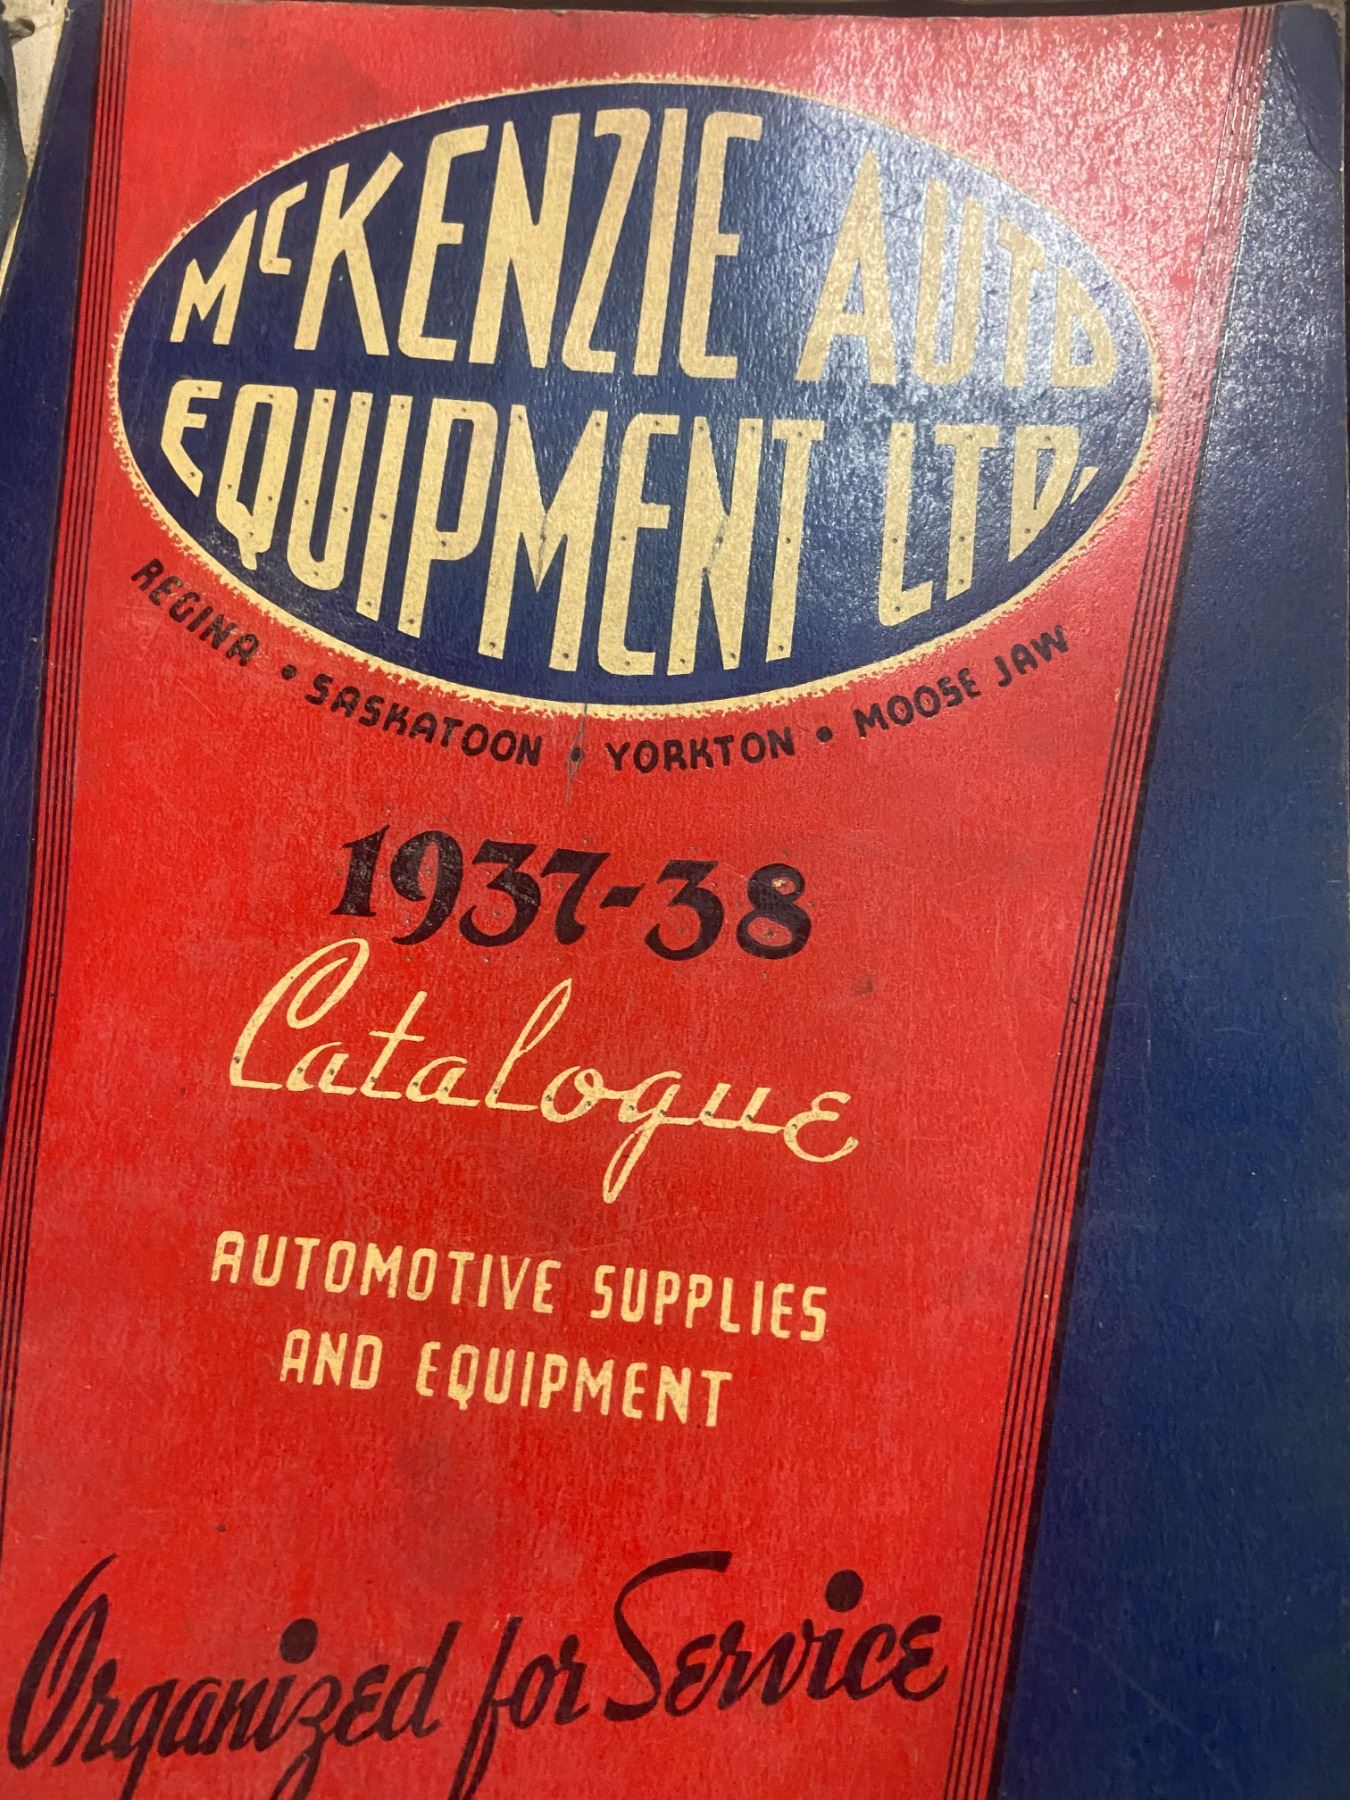 McKENZIE AUTO
EQUIPMENT LTD.
REGINA • SASKATOON • YORKTON • MOOSE JAW
1937-38
Catalogue
AUTOMOTIVE SUPPLIES
AND EQUIPMENT
Organized for Service